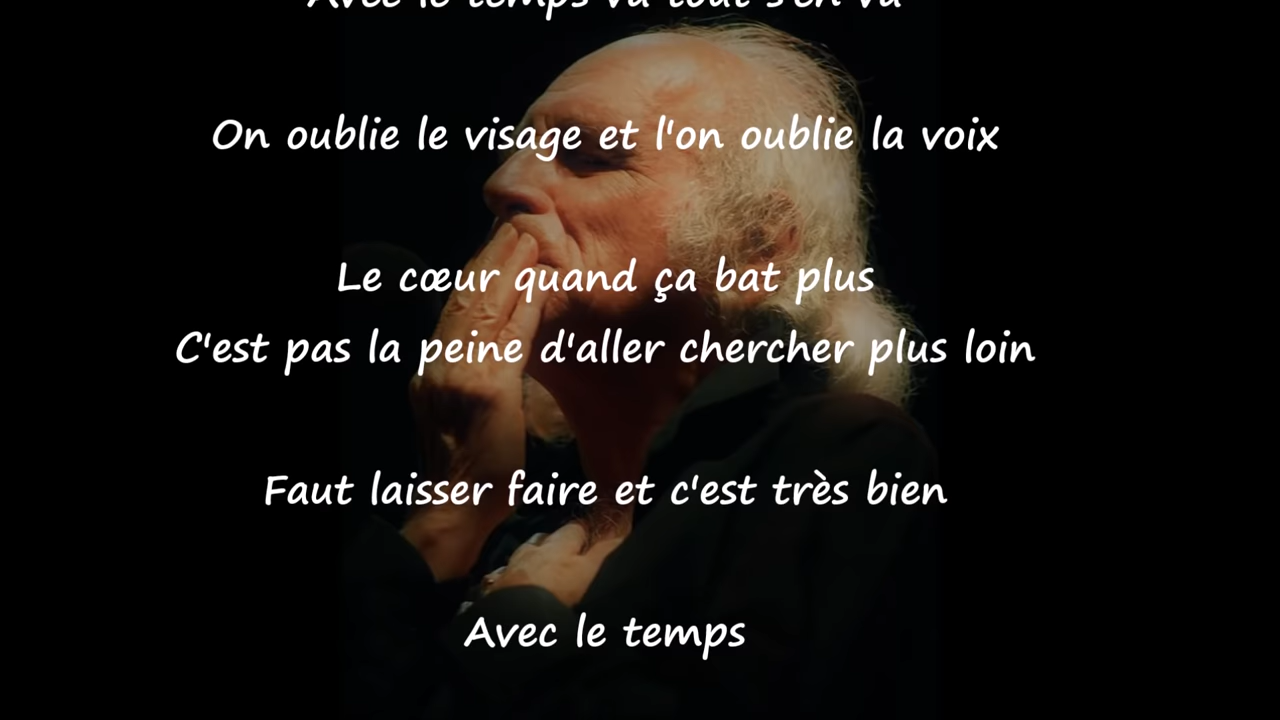 Avec le temps va tout s'en va
On oublie le visage et l'on oublie la voix
Le cœur quand ça bat plus
C'est pas la peine d'aller chercher plus loin
Faut laisser faire et c'est très bien
Avec le temps